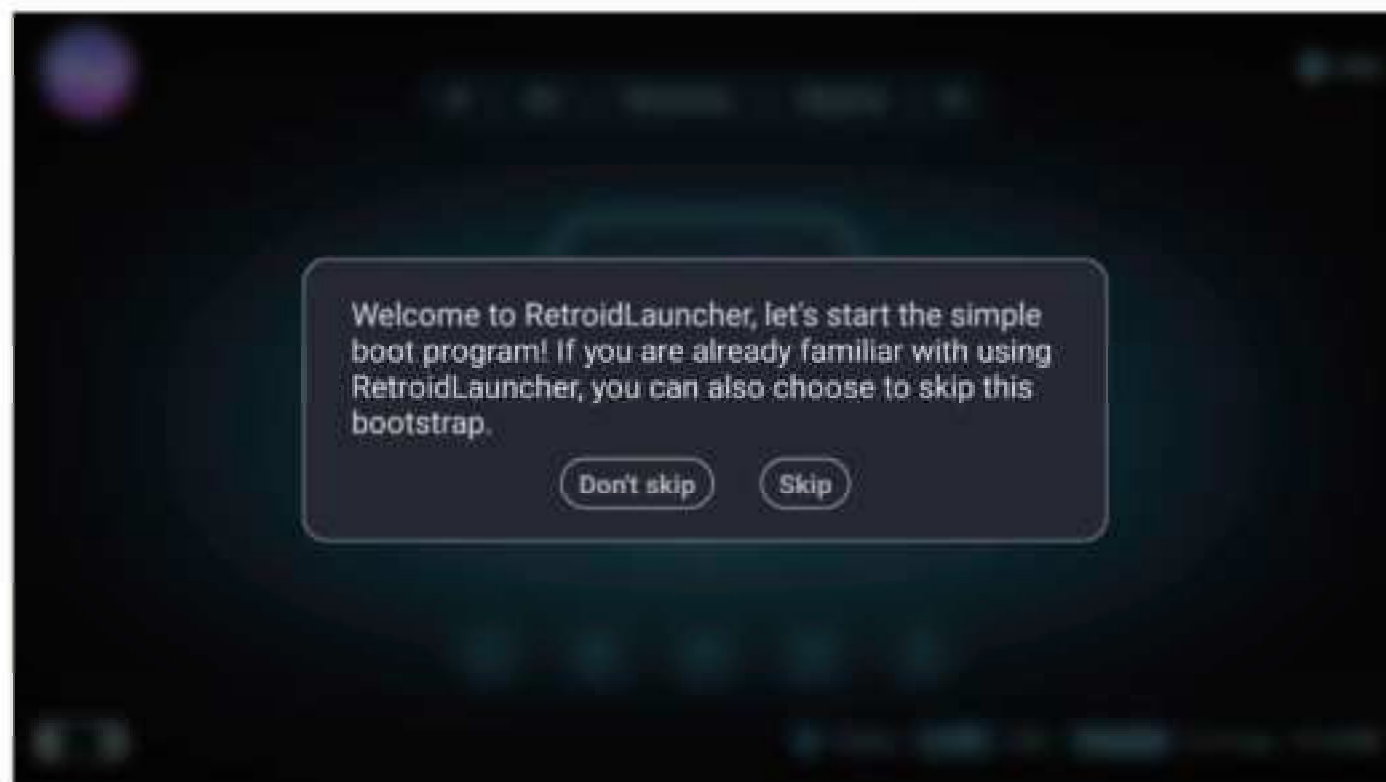 Welcome to RetroidLauncher, let's start the simple
boot program! If you are already familiar with using
RetroidLauncher, you can also choose to skip this
bootstrap.
Don't skip
Skip